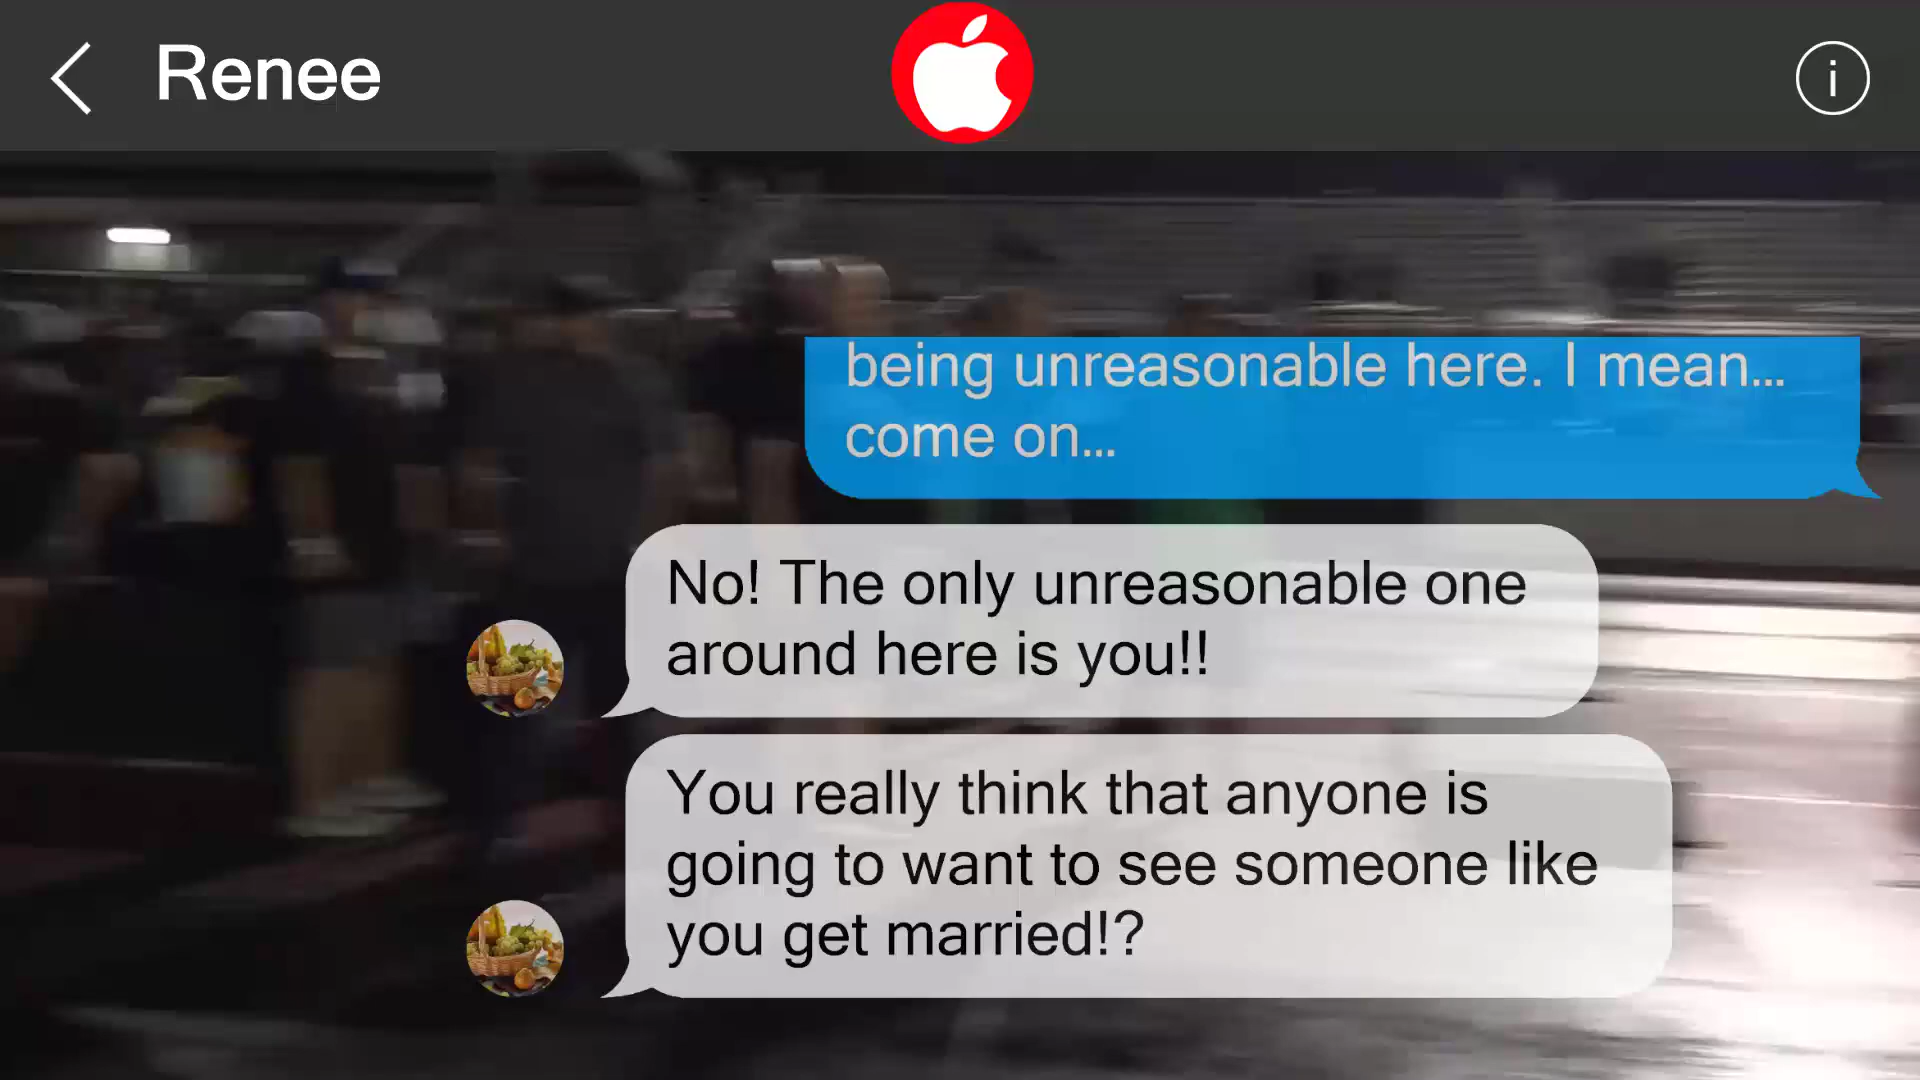 Renee
i
being unreasonable here. I mean...
come on...
No! The only unreasonable one
around here is you!!
You really think that anyone is
going to want to see someone like
you get married!?